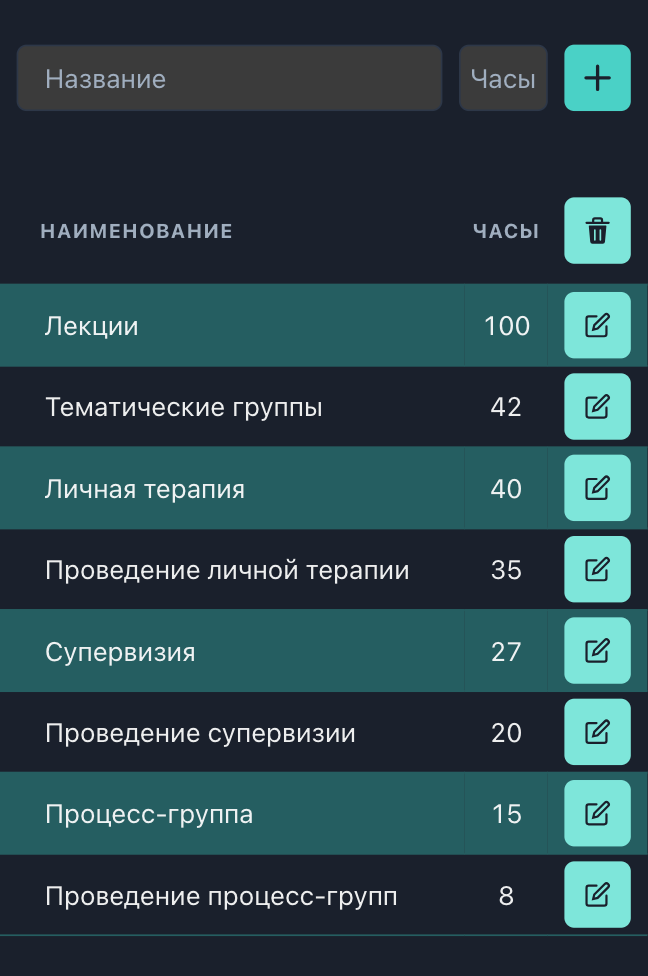 Название Часы
НАИМЕНОВАНИЕ ЧАСЫ
Лекции 100
Тематические группы 42
Личная терапия 40
Проведение личной терапии 35
Супервизия 27
Проведение супервизии 20
Процесс-группа 15
Проведение процесс-групп 8